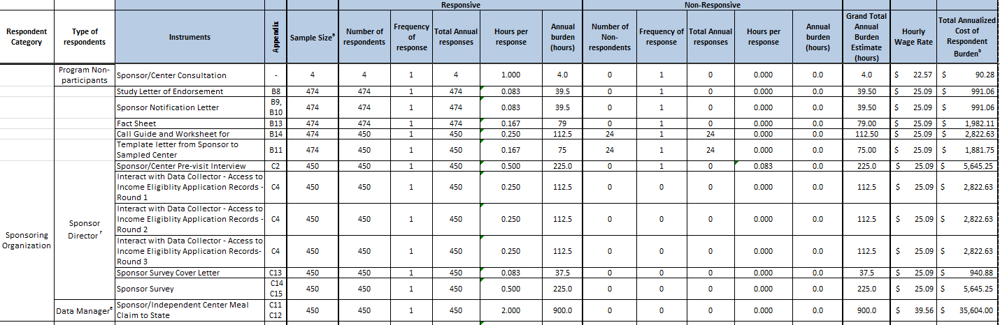 Responsive Non-Responsive
Respondent Category Type of respondents Instruments Appendix Sample Sizeª Number of respondents Frequency of response Total Annual responses Hours per response Annual burden (hours) Number of Non-respondents Frequency of response Total Annual responses Hours per response Annual burden (hours) Grand Total Annual Burden Estimate (hours) Hourly Wage Rate Total Annualized Cost of Respondent Burdenᵇ
Program Non-participants Sponsor/Center Consultation - 4 4 1 4 1.000 4.0 0 1 0 0.000 0.0 4.0 $ 22.57 $ 90.28
Study Letter of Endorsement B8 474 474 1 474 0.083 39.5 0 1 0 0.000 0.0 39.50 $ 25.09 $ 991.06
Sponsor Notification Letter B9, B10 474 474 1 474 0.083 39.5 0 1 0 0.000 0.0 39.50 $ 25.09 $ 991.06
Fact Sheet B13 474 474 1 474 0.167 79 0 1 0 0.000 0.0 79.00 $ 25.09 $ 1,982.11
Call Guide and Worksheet for B14 474 450 1 450 0.250 112.5 24 1 24 0.000 0.0 112.50 $ 25.09 $ 2,822.63
Template letter from Sponsor to Sampled Center B11 474 450 1 450 0.167 75 24 1 24 0.000 0.0 75.00 $ 25.09 $ 1,881.75
Sponsoring Organization Sponsor Director ᶠ Sponsor/Center Pre-visit Interview C2 450 450 1 450 0.500 225.0 0 1 0 0.083 0.0 225.0 $ 25.09 $ 5,645.25
Interact with Data Collector - Access to Income Eligiblity Application Records - Round 1 C4 450 450 1 450 0.250 112.5 0 0 0 0.000 0.0 112.5 $ 25.09 $ 2,822.63
Interact with Data Collector - Access to Income Eligiblity Application Records - Round 2 C4 450 450 1 450 0.250 112.5 0 0 0 0.000 0.0 112.5 $ 25.09 $ 2,822.63
Interact with Data Collector - Access to Income Eligiblity Application Records- Round 3 C4 450 450 1 450 0.250 112.5 0 0 0 0.000 0.0 112.5 $ 25.09 $ 2,822.63
Sponsor Survey Cover Letter C13 450 450 1 450 0.083 37.5 0 0 0 0.000 0.0 37.5 $ 25.09 $ 940.88
Sponsor Survey C14 C15 450 450 1 450 0.500 225.0 0 0 0 0.000 0.0 225.0 $ 25.09 $ 5,645.25
Data Managerᵉ Sponsor/Independent Center Meal Claim to State C11 C12 450 450 1 450 2.000 900.0 0 0 0 0.000 0.0 900.0 $ 39.56 $ 35,604.00